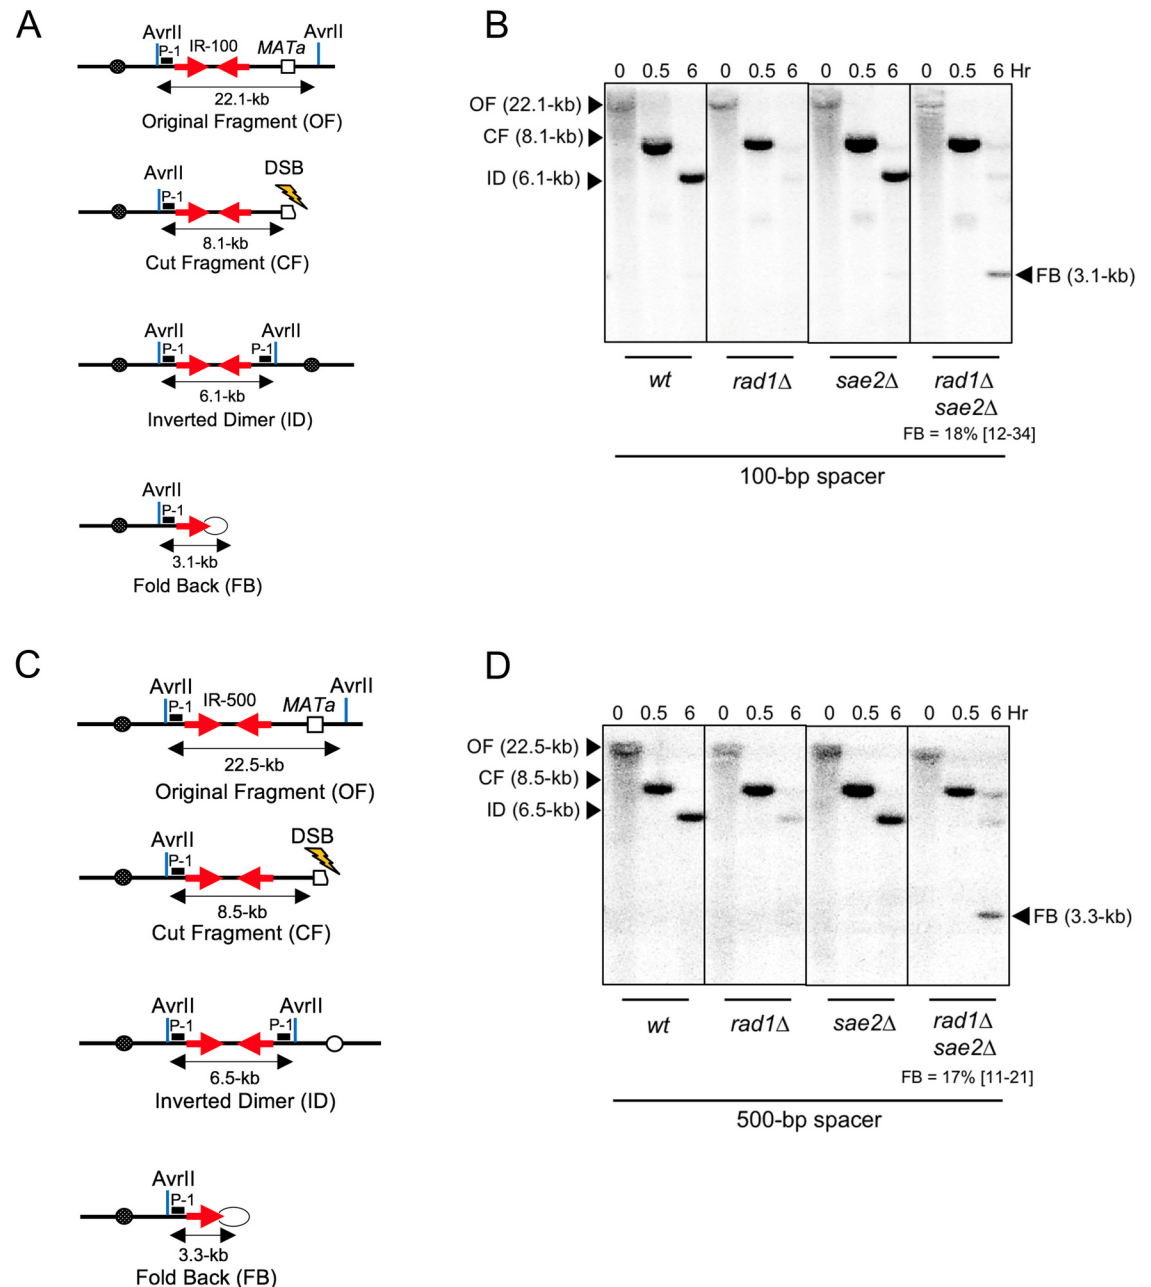 A
AvrII
AvrII
P-1
IR-100
MATa
22.1-kb
Original Fragment (OF)
AvrII
DSB
P-1
8.1-kb
Cut Fragment (CF)
AvrII
AvrII
P-1
P-1
6.1-kb
Inverted Dimer (ID)
AvrII
P-1
3.1-kb
Fold Back (FB)
B
0 0.5 6 0 0.5 6 0 0.5 6 0 0.5 6 Hr
OF (22.1-kb)
CF (8.1-kb)
ID (6.1-kb)
FB (3.1-kb)
wt rad1Δ sae2Δ rad1Δ
sae2Δ
FB = 18% [12-34]
100-bp spacer
C
AvrII
AvrII
P-1
IR-500
MATa
22.5-kb
Original Fragment (OF)
AvrII
DSB
P-1
8.5-kb
Cut Fragment (CF)
AvrII
AvrII
P-1
P-1
6.5-kb
Inverted Dimer (ID)
AvrII
P-1
3.3-kb
Fold Back (FB)
D
0 0.5 6 0 0.5 6 0 0.5 6 0 0.5 6 Hr
OF (22.5-kb)
CF (8.5-kb)
ID (6.5-kb)
FB (3.3-kb)
wt rad1Δ sae2Δ rad1Δ
sae2Δ
FB = 17% [11-21]
500-bp spacer